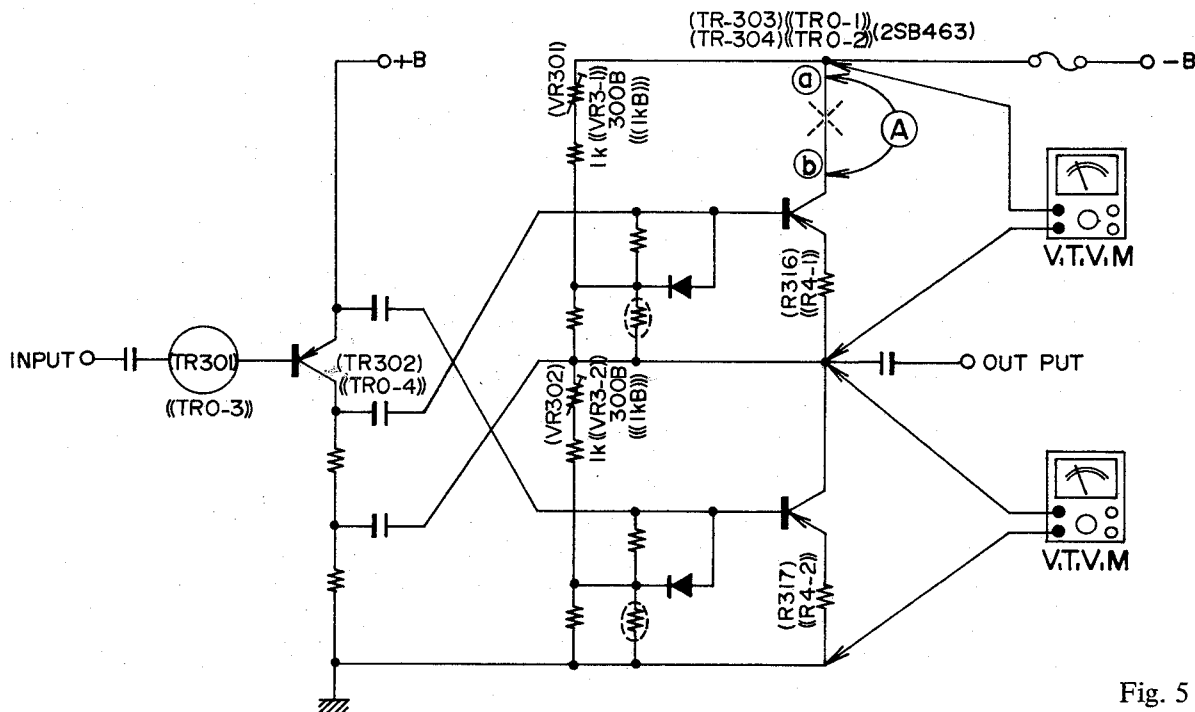 (TR-303)((TRO-1))
(TR-304)((TRO-2))(2SB463)
+B
-B
(VR301)
1k((VR3-1))
300B
(((1kB)))
a
b
A
V.T.V.M
(R316)
((R4-1))
INPUT
TR301
((TRO-3))
(TR302)
((TRO-4))
OUT PUT
(VR302)
1k((VR3-2))
300B
(((1kB)))
(R317)
((R4-2))
V.T.V.M
Fig. 5